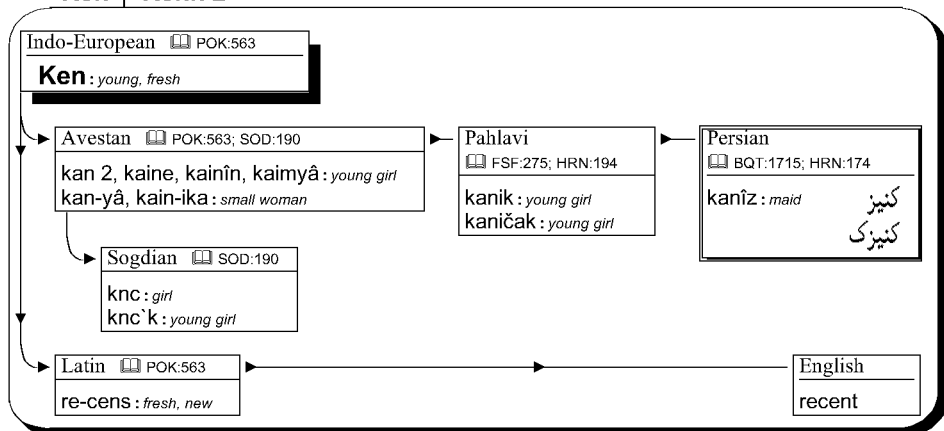 Indo-European POK:563
Ken : young, fresh
Avestan POK:563; SOD:190
kan 2, kaine, kainîn, kaimyâ : young girl
kan-yâ, kain-ika : small woman
Pahlavi
FSF:275; HRN:194
kanik : young girl
kaničak : young girl
Persian
BQT:1715; HRN:174
kanîz : maid کنیز
کنیزک
Sogdian SOD:190
knc : girl
knc`k : young girl
Latin POK:563
re-cens : fresh, new
English
recent